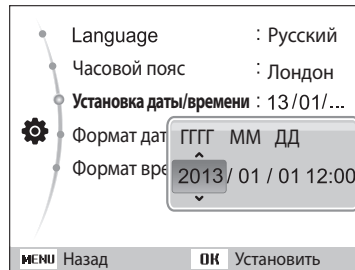 Language : Русский
Часовой пояс : Лондон
Установка даты/времени : 13/01/...
Формат дат
ГГГГ ММ ДД
Формат вре
2013 / 01 / 01 12:00
MENU Назад OK Установить